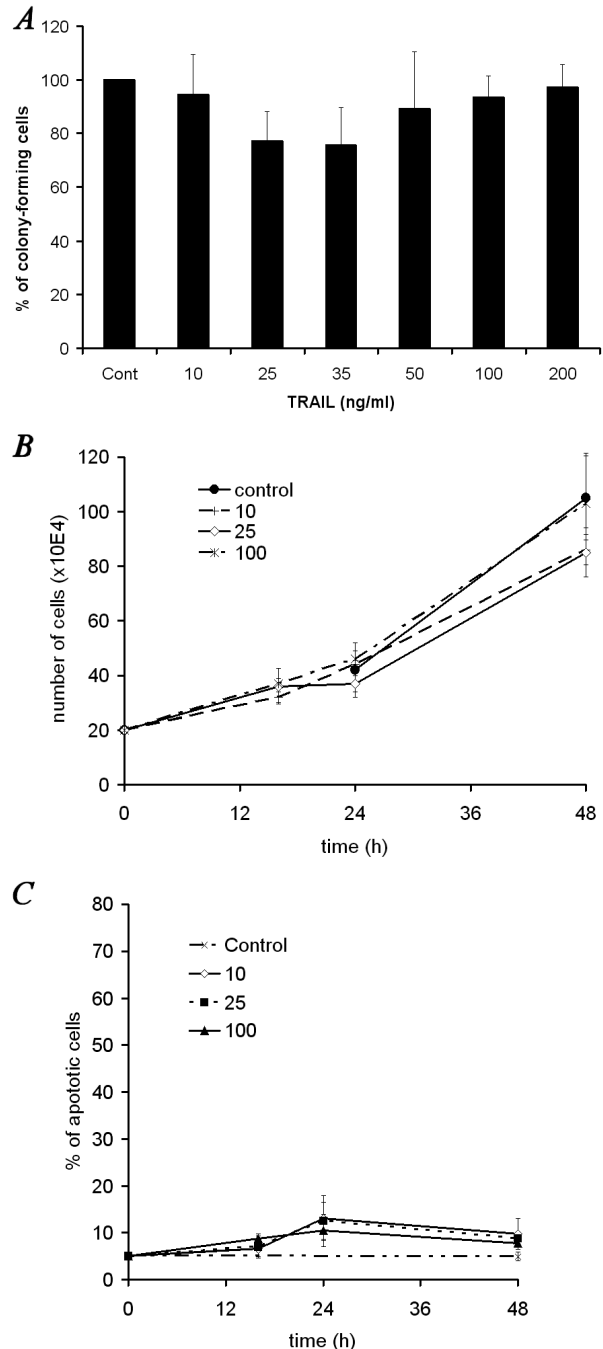 A
120
100
80
60
40
20
0
% of colony-forming cells
Cont 10 25 35 50 100 200
TRAIL (ng/ml)
B
120
100
80
60
40
20
0
number of cells (x10E4)
control
10
25
100
0 12 24 36 48
time (h)
C
80
70
60
50
40
30
20
10
0
% of apototic cells
Control
10
25
100
0 12 24 36 48
time (h)